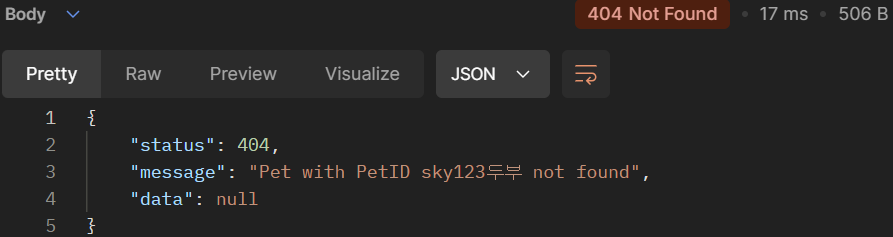 Body 404 Not Found • 17 ms • 506 B
Pretty Raw Preview Visualize JSON
1 {
2 "status": 404,
3 "message": "Pet with PetID sky123두부 not found",
4 "data": null
5 }